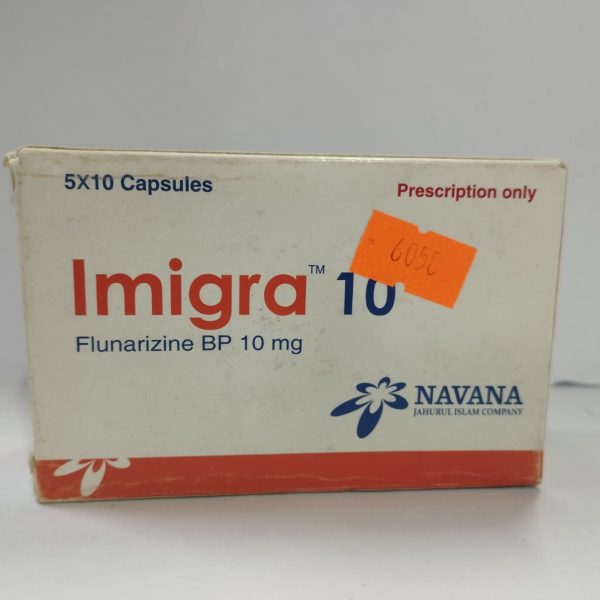 5X10 Capsules
Prescription only
Imigra™ 10
Flunarizine BP 10 mg
NAVANA
JAHURUL ISLAM COMPANY